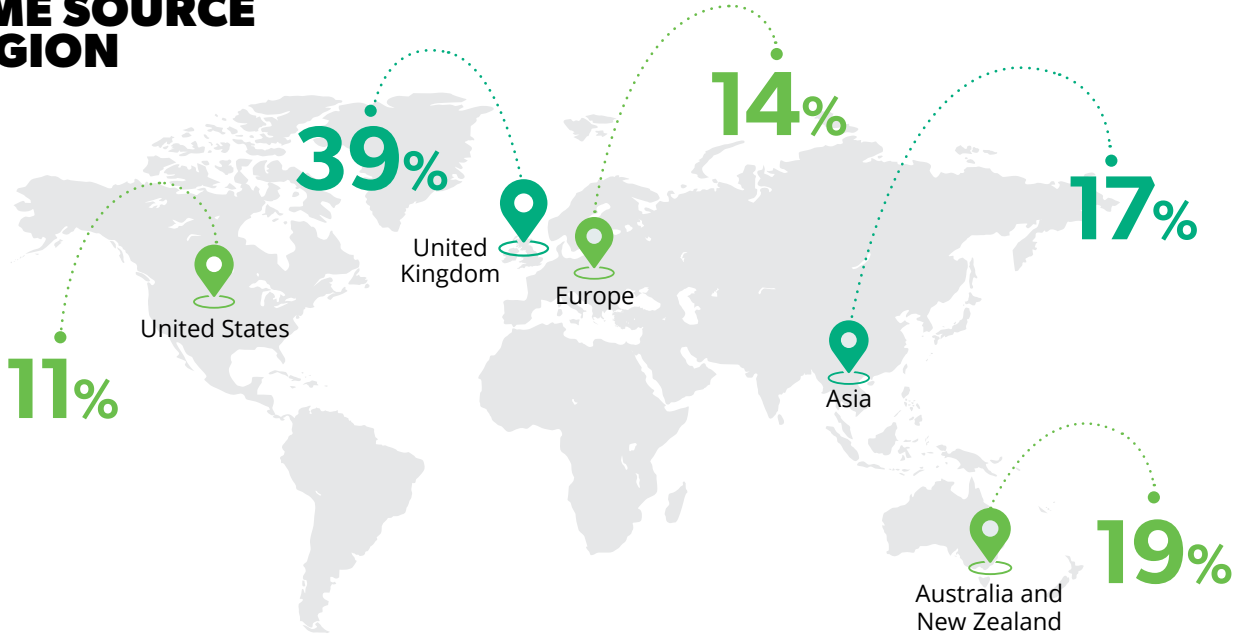 ME SOURCE
GION
14%
39%
17%
United
Kingdom
Europe
United States
11%
Asia
19%
Australia and
New Zealand